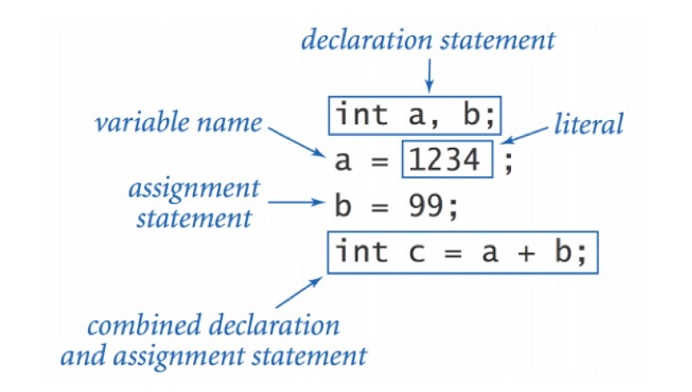 declaration statement
int a, b;
variable name
literal
a = 1234 ;
assignment
statement
b = 99;
int c = a + b;
combined declaration
and assignment statement